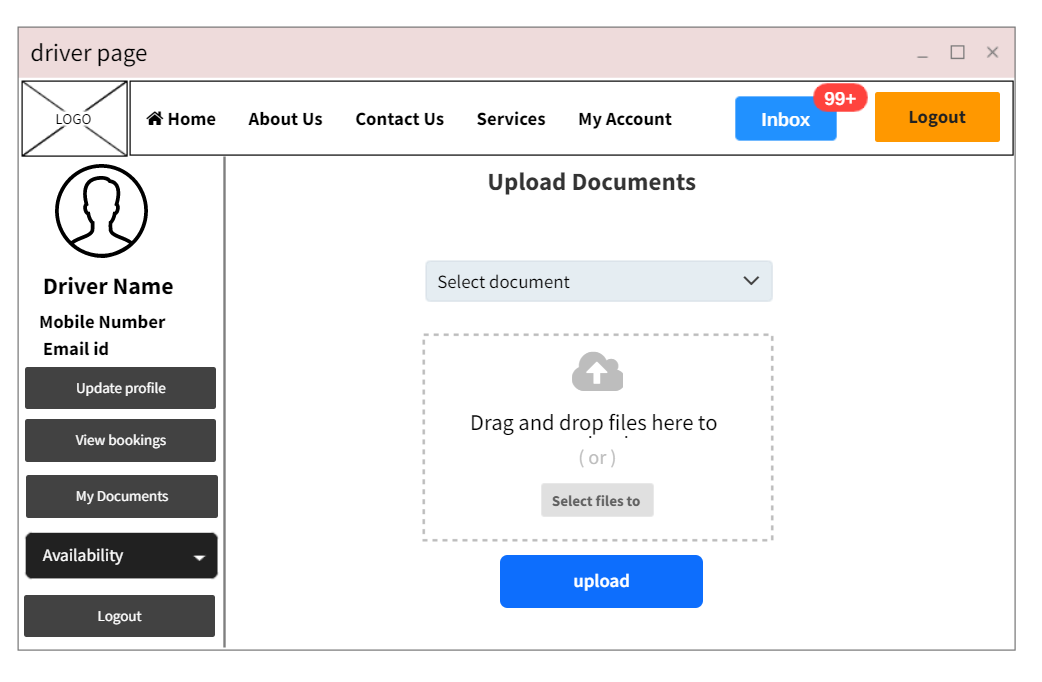 driver page
LOGO
Home About Us Contact Us Services My Account Inbox 99+ Logout
Upload Documents
Driver Name
Mobile Number
Email id
Update profile
View bookings
My Documents
Availability
Logout
Select document
Drag and drop files here to
( or )
Select files to
upload